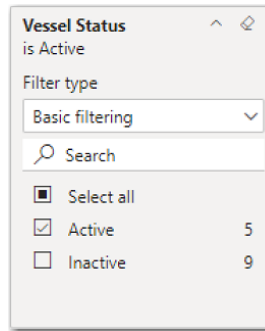 Vessel Status
is Active
Filter type
Basic filtering
Search
Select all
Active 5
Inactive 9